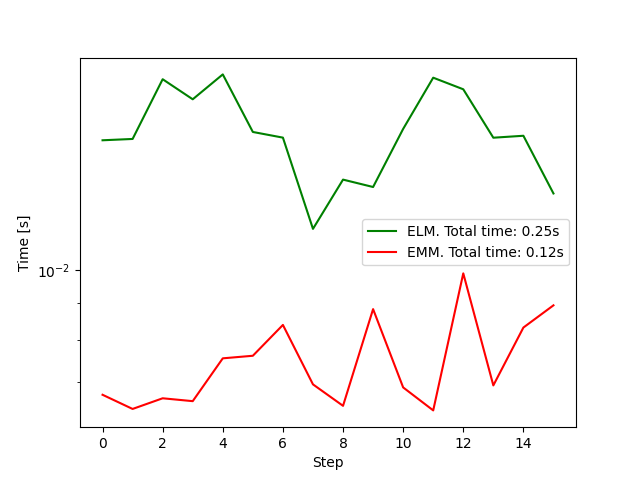 Time [s]
10⁻²
ELM. Total time: 0.25s
EMM. Total time: 0.12s
0 2 4 6 8 10 12 14
Step